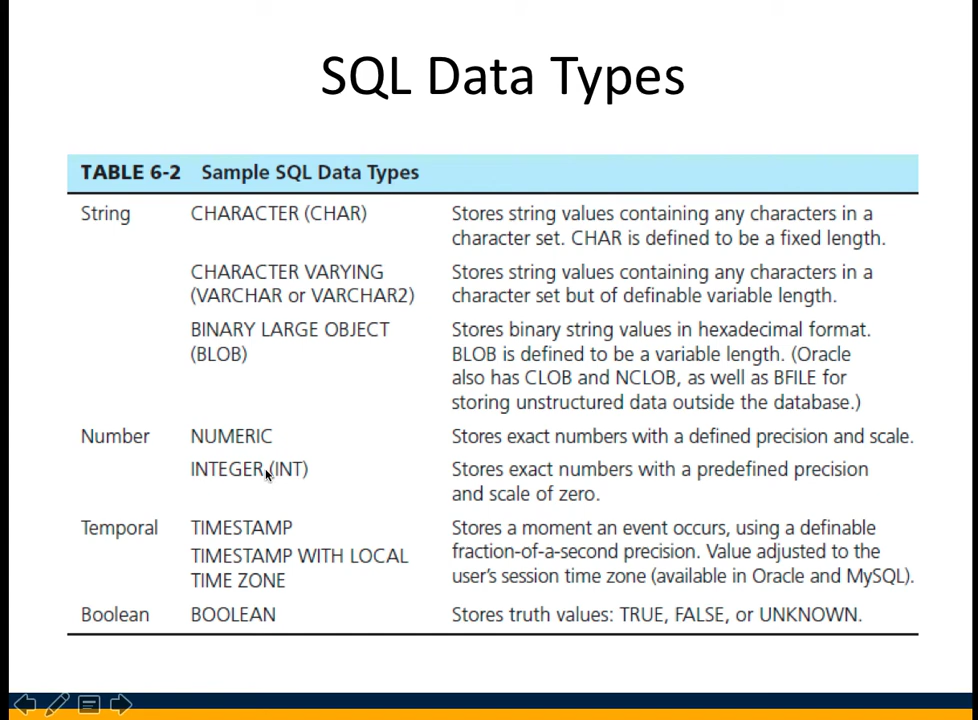 SQL Data Types
TABLE 6-2 Sample SQL Data Types
String CHARACTER (CHAR) Stores string values containing any characters in a
character set. CHAR is defined to be a fixed length.
CHARACTER VARYING Stores string values containing any characters in a
(VARCHAR or VARCHAR2) character set but of definable variable length.
BINARY LARGE OBJECT Stores binary string values in hexadecimal format.
(BLOB) BLOB is defined to be a variable length. (Oracle
also has CLOB and NCLOB, as well as BFILE for
storing unstructured data outside the database.)
Number NUMERIC Stores exact numbers with a defined precision and scale.
INTEGER (INT) Stores exact numbers with a predefined precision
and scale of zero.
Temporal TIMESTAMP Stores a moment an event occurs, using a definable
TIMESTAMP WITH LOCAL fraction-of-a-second precision. Value adjusted to the
TIME ZONE user's session time zone (available in Oracle and MySQL).
Boolean BOOLEAN Stores truth values: TRUE, FALSE, or UNKNOWN.